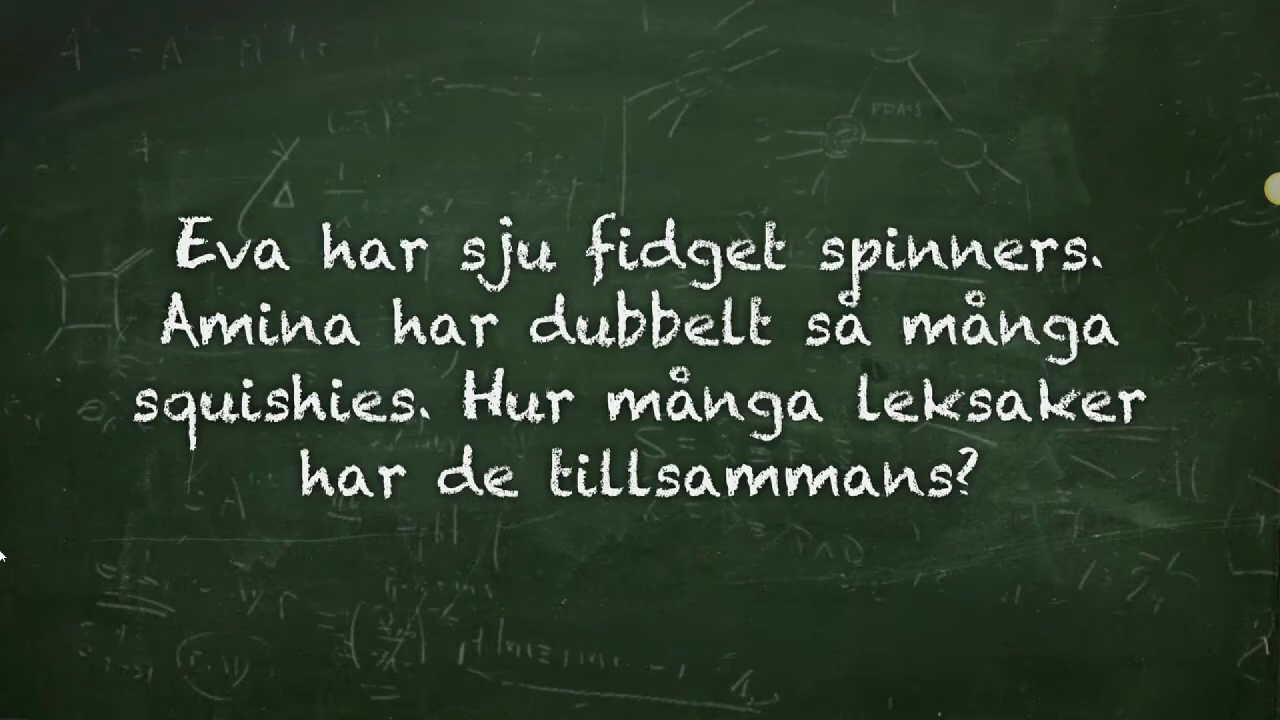 Eva har sju fidget spinners.
Amina har dubbelt så många
squishies. Hur många leksaker
har de tillsammans?